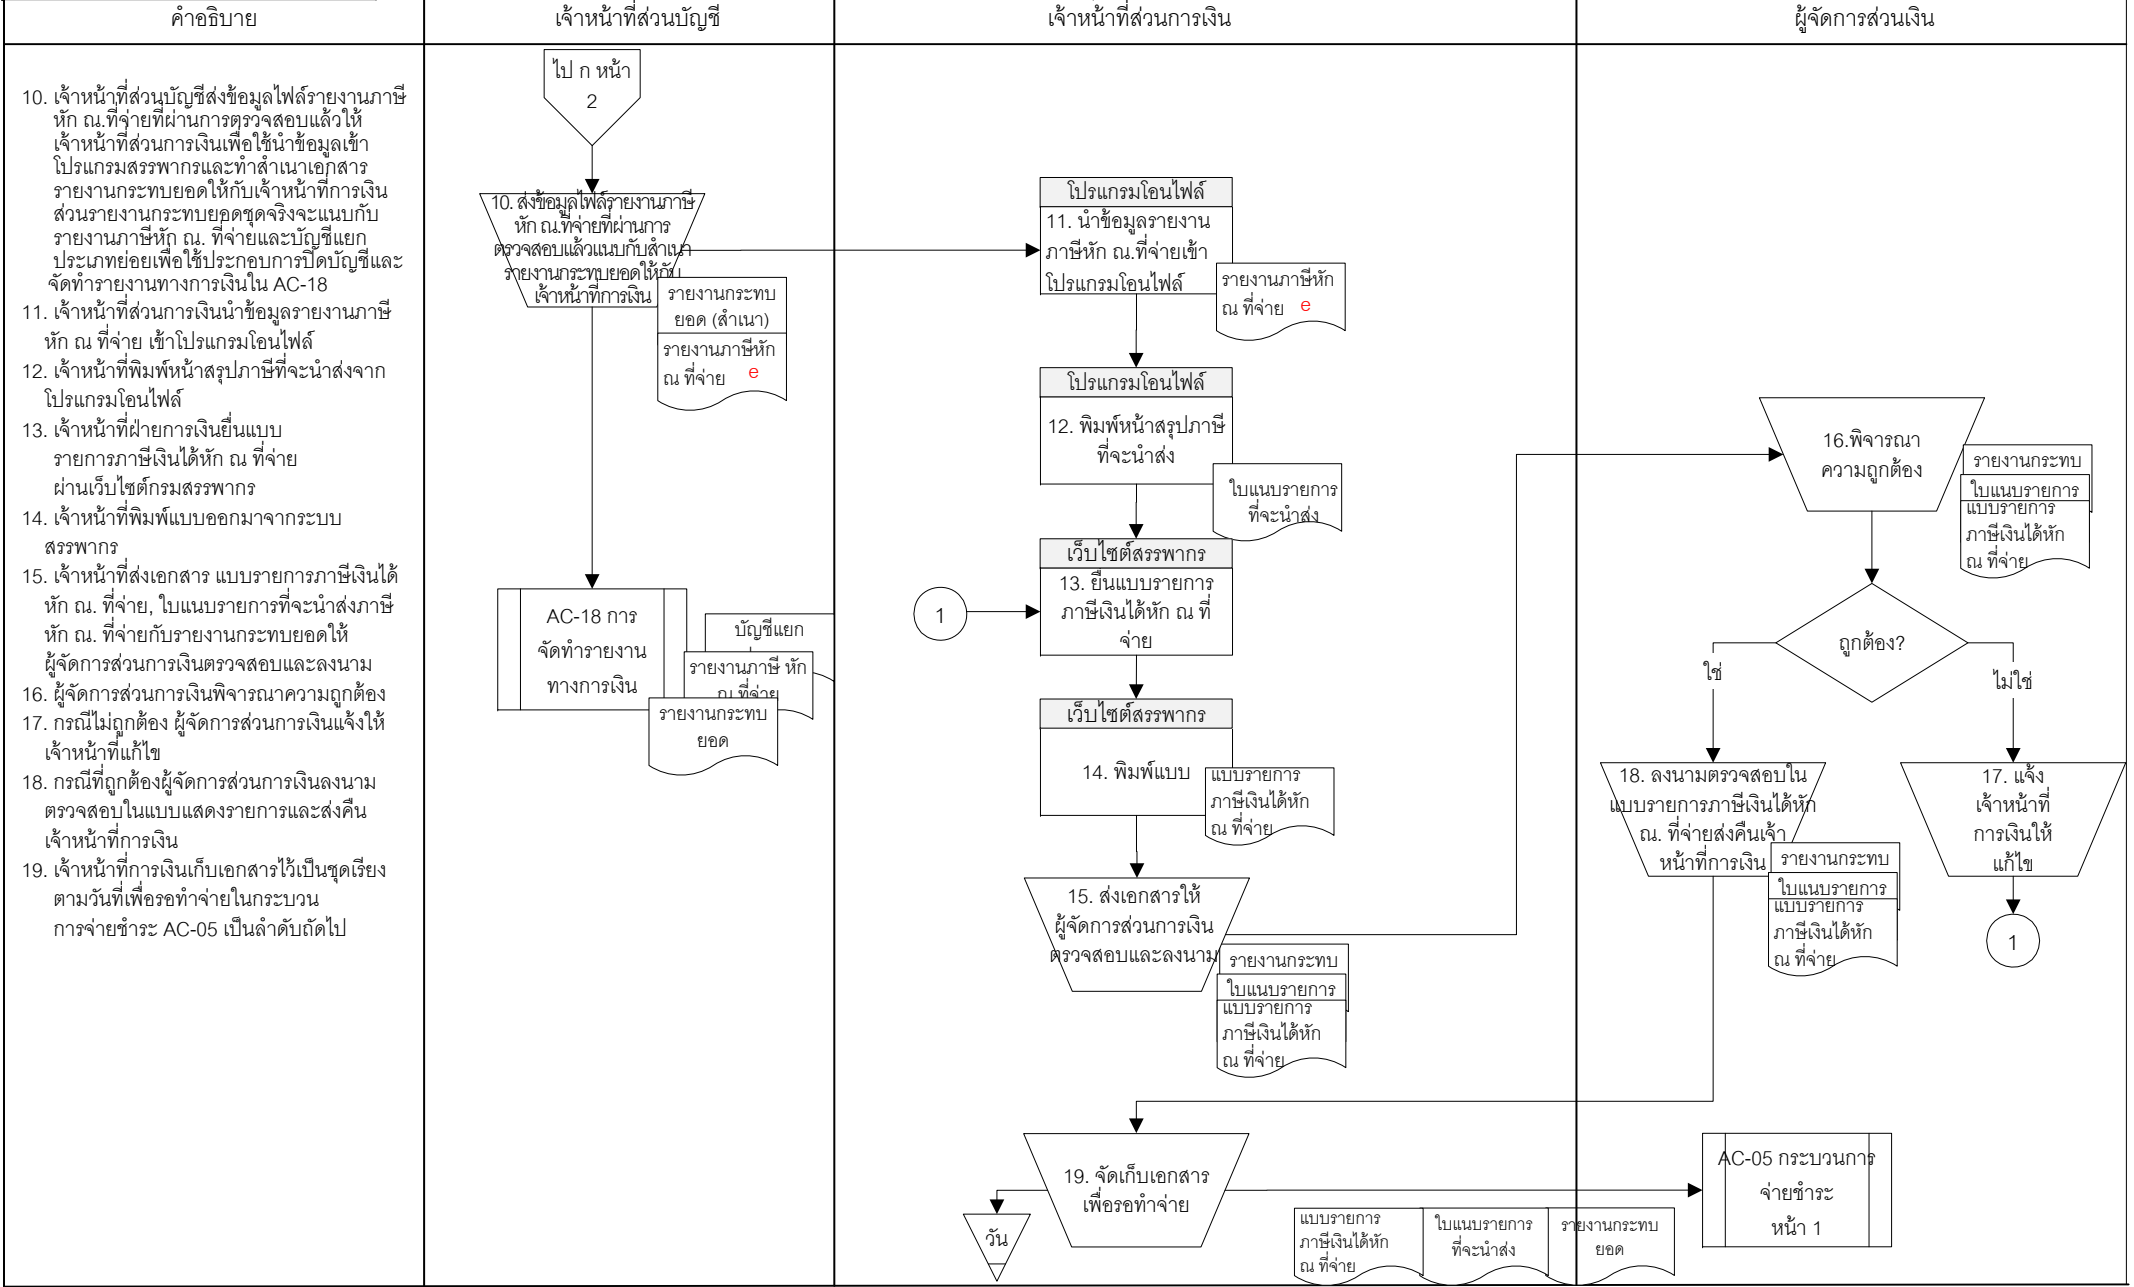 คำอธิบาย
เจ้าหน้าที่ส่วนบัญชี
เจ้าหน้าที่ส่วนการเงิน
ผู้จัดการส่วนเงิน
10. เจ้าหน้าที่ส่วนบัญชีส่งข้อมูลไฟล์รายงานภาษี
หัก ณ.ที่จ่ายที่ผ่านการตรวจสอบแล้วให้
เจ้าหน้าที่ส่วนการเงินเพื่อใช้นำข้อมูลเข้า
โปรแกรมสรรพากรและทำสำเนาเอกสาร
รายงานกระทบยอดให้กับเจ้าหน้าที่การเงิน
ส่วนรายงานกระทบยอดชุดจริงจะแนบกับ
รายงานภาษีหัก ณ. ที่จ่ายและบัญชีแยก
ประเภทย่อยเพื่อใช้ประกอบการปิดบัญชีและ
จัดทำรายงานทางการเงินใน AC-18
11. เจ้าหน้าที่ส่วนการเงินนำข้อมูลรายงานภาษี
หัก ณ ที่จ่าย เข้าโปรแกรมโอนไฟล์
12. เจ้าหน้าที่พิมพ์หน้าสรุปภาษีที่จะนำส่งจาก
โปรแกรมโอนไฟล์
13. เจ้าหน้าที่ฝ่ายการเงินยื่นแบบ
รายการภาษีเงินได้หัก ณ ที่จ่าย
ผ่านเว็บไซต์กรมสรรพากร
14. เจ้าหน้าที่พิมพ์แบบออกมาจากระบบ
สรรพากร
15. เจ้าหน้าที่ส่งเอกสาร แบบรายการภาษีเงินได้
หัก ณ. ที่จ่าย, ใบแนบรายการที่จะนำส่งภาษี
หัก ณ. ที่จ่ายกับรายงานกระทบยอดให้
ผู้จัดการส่วนการเงินตรวจสอบและลงนาม
16. ผู้จัดการส่วนการเงินพิจารณาความถูกต้อง
17. กรณีไม่ถูกต้อง ผู้จัดการส่วนการเงินแจ้งให้
เจ้าหน้าที่แก้ไข
18. กรณีที่ถูกต้องผู้จัดการส่วนการเงินลงนาม
ตรวจสอบในแบบแสดงรายการและส่งคืน
เจ้าหน้าที่การเงิน
19. เจ้าหน้าที่การเงินเก็บเอกสารไว้เป็นชุดเรียง
ตามวันที่เพื่อรอทำจ่ายในกระบวน
การจ่ายชำระ AC-05 เป็นลำดับถัดไป
ไป ก หน้า
2
10. ส่งข้อมูลไฟล์รายงานภาษี
หัก ณ.ที่จ่ายที่ผ่านการ
ตรวจสอบแล้วแนบกับสำเนา
รายงานกระทบยอดให้กับ
เจ้าหน้าที่การเงิน
รายงานกระทบ
ยอด (สำเนา)
รายงานภาษีหัก
ณ ที่จ่าย e
AC-18 การ
จัดทำรายงาน
ทางการเงิน
บัญชีแยก
รายงานภาษี หัก
ณ ที่จ่าย
รายงานกระทบ
ยอด
โปรแกรมโอนไฟล์
11. นำข้อมูลรายงาน
ภาษีหัก ณ.ที่จ่ายเข้า
โปรแกรมโอนไฟล์
รายงานภาษีหัก
ณ ที่จ่าย e
โปรแกรมโอนไฟล์
12. พิมพ์หน้าสรุปภาษี
ที่จะนำส่ง
ใบแนบรายการ
ที่จะนำส่ง
เว็บไซต์สรรพากร
1
13. ยืนแบบรายการ
ภาษีเงินได้หัก ณ ที่
จ่าย
เว็บไซต์สรรพากร
14. พิมพ์แบบ
แบบรายการ
ภาษีเงินได้หัก
ณ ที่จ่าย
15. ส่งเอกสารให้
ผู้จัดการส่วนการเงิน
ตรวจสอบและลงนาม
รายงานกระทบ
ใบแนบรายการ
แบบรายการ
ภาษีเงินได้หัก
ณ ที่จ่าย
16.พิจารณา
ความถูกต้อง
รายงานกระทบ
ใบแนบรายการ
แบบรายการ
ภาษีเงินได้หัก
ณ ที่จ่าย
ถูกต้อง?
ใช่
ไม่ใช่
18. ลงนามตรวจสอบใน
แบบรายการภาษีเงินได้หัก
ณ. ที่จ่ายส่งคืนเจ้า
หน้าที่การเงิน
รายงานกระทบ
ใบแนบรายการ
แบบรายการ
ภาษีเงินได้หัก
ณ ที่จ่าย
17. แจ้ง
เจ้าหน้าที่
การเงินให้
แก้ไข
1
19. จัดเก็บเอกสาร
เพื่อรอทำจ่าย
วัน
แบบรายการ
ภาษีเงินได้หัก
ณ ที่จ่าย
ใบแนบรายการ
ที่จะนำส่ง
รายงานกระทบ
ยอด
AC-05 กระบวนการ
จ่ายชำระ
หน้า 1